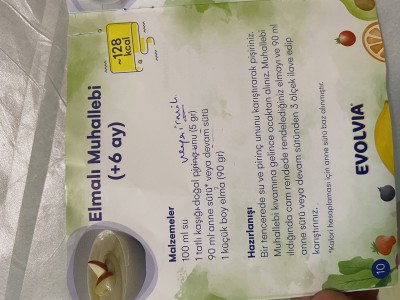 Elmalı Muhallebi
(+6 ay)
~128
kcal
Malzemeler
100 ml su
veya irmik.
1 tatlı kaşığı doğal pirinç unu (5 gr)
90 ml anne sütü* veya devam sütü
1 küçük boy elma (90 gr)
Hazırlanışı
Bir tencerede su ve pirinç ununu karıştırarak pişiriniz.
Muhallebi kıvamına gelince ocaktan alınız. Muhallebi
ılıdığında cam rendede rendelediğiniz elmayı ve 90 ml
anne sütü veya devam sütünden 3 ölçek ilave edip
karıştırınız.
*Kalori hesaplaması için anne sütü baz alınmıştır.
EVOLVIA
10